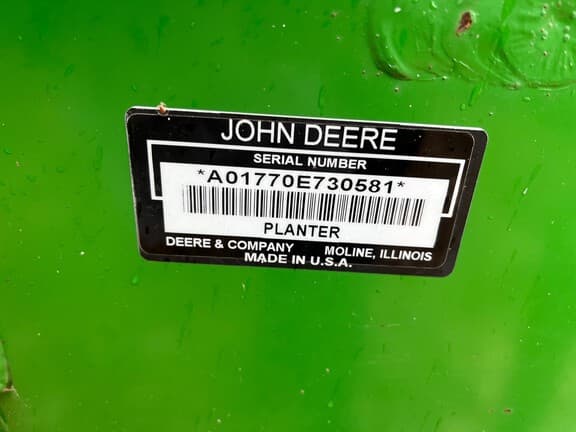 JOHN DEERE
SERIAL NUMBER
*A01770E730581*
PLANTER
DEERE & COMPANY MOLINE, ILLINOIS
MADE IN U.S.A.